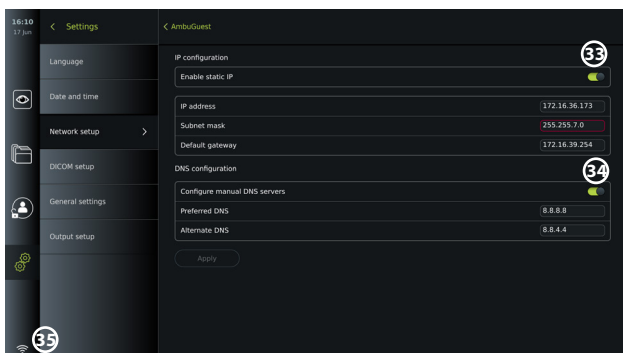 16:10
17 Jun
Settings
AmbuGuest
Language
Date and time
Network setup
DICOM setup
General settings
Output setup
IP configuration
33
Enable static IP
IP address 172.16.36.173
Subnet mask 255.255.7.0
Default gateway 172.16.39.254
DNS configuration
34
Configure manual DNS servers
Preferred DNS 8.8.8.8
Alternate DNS 8.8.4.4
Apply
35